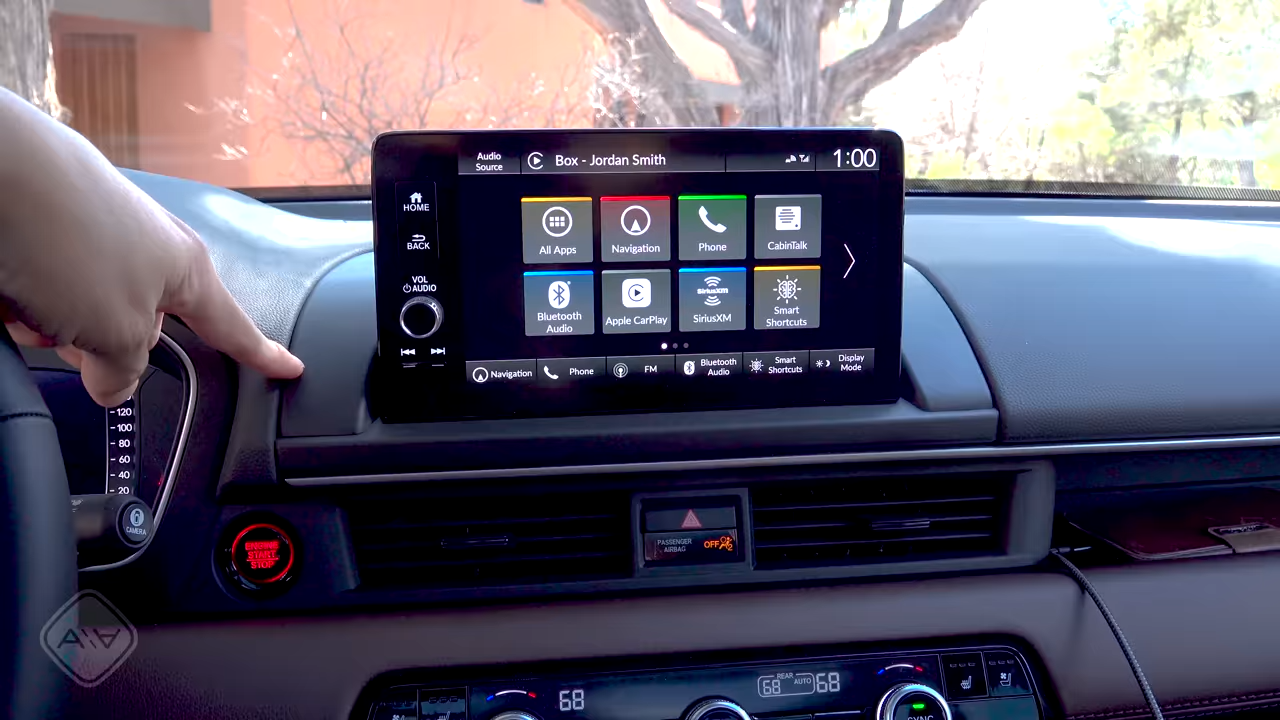 Audio
Source
Box - Jordan Smith
1:00
HOME
BACK
VOL
AUDIO
All Apps
Navigation
Phone
CabinTalk
Bluetooth
Audio
Apple CarPlay
SiriusXM
Smart
Shortcuts
Navigation
Phone
FM
Bluetooth
Audio
Smart
Shortcuts
Display
Mode
120
100
80
60
40
20
CAMERA
ENGINE
START
STOP
PASSENGER
AIRBAG
OFF
68
REAR
68
AUTO
68
SYNC